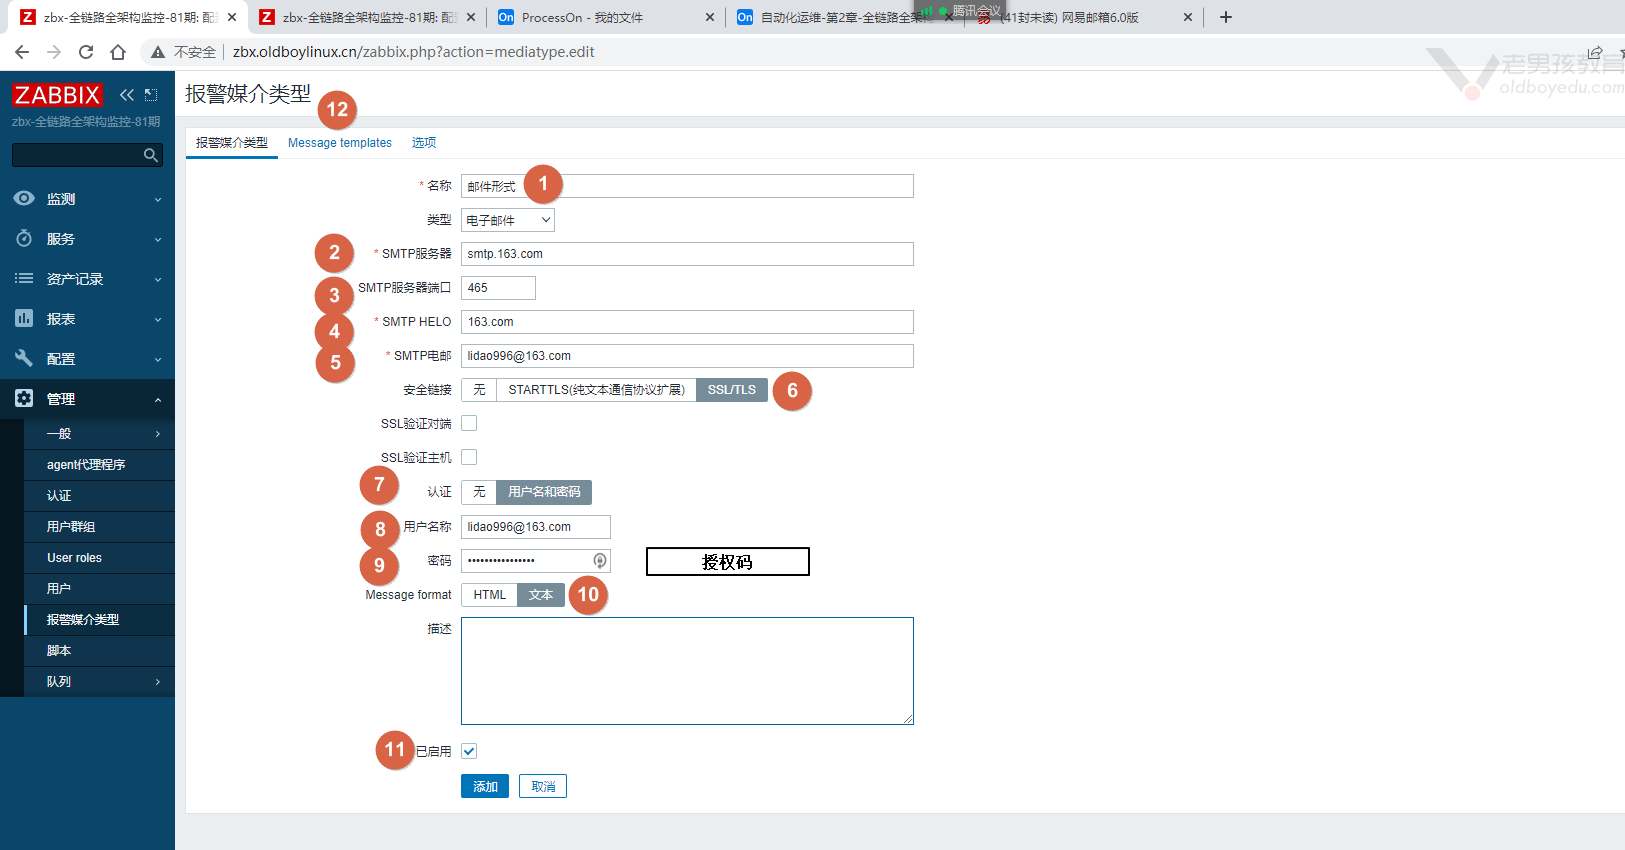 zbx-全链路全架构监控-81期: 配
zbx-全链路全架构监控-81期: 配
On ProcessOn - 我的文件
On 自动化运维-第2章-全链路全架构
腾讯会议
(41封未读) 网易邮箱6.0版
不安全 zbx.oldboylinux.cn/zabbix.php?action=mediatype.edit
老男孩教育
oldboyedu.com
ZABBIX
zbx-全链路全架构监控-81期
监测
服务
资产记录
报表
配置
管理
一般
agent代理程序
认证
用户群组
User roles
用户
报警媒介类型
脚本
队列
报警媒介类型
12
报警媒介类型 Message templates 选项
* 名称 邮件形式 1
类型 电子邮件
2 * SMTP服务器 smtp.163.com
3 SMTP服务器端口 465
4 * SMTP HELO 163.com
5 * SMTP电邮 lidao996@163.com
安全链接 无 STARTTLS(纯文本通信协议扩展) SSL/TLS 6
SSL验证对端
SSL验证主机
7 认证 无 用户名和密码
8 用户名称 lidao996@163.com
9 密码 •••••••••••••••• 授权码
Message format HTML 文本 10
描述
11 已启用
添加 取消